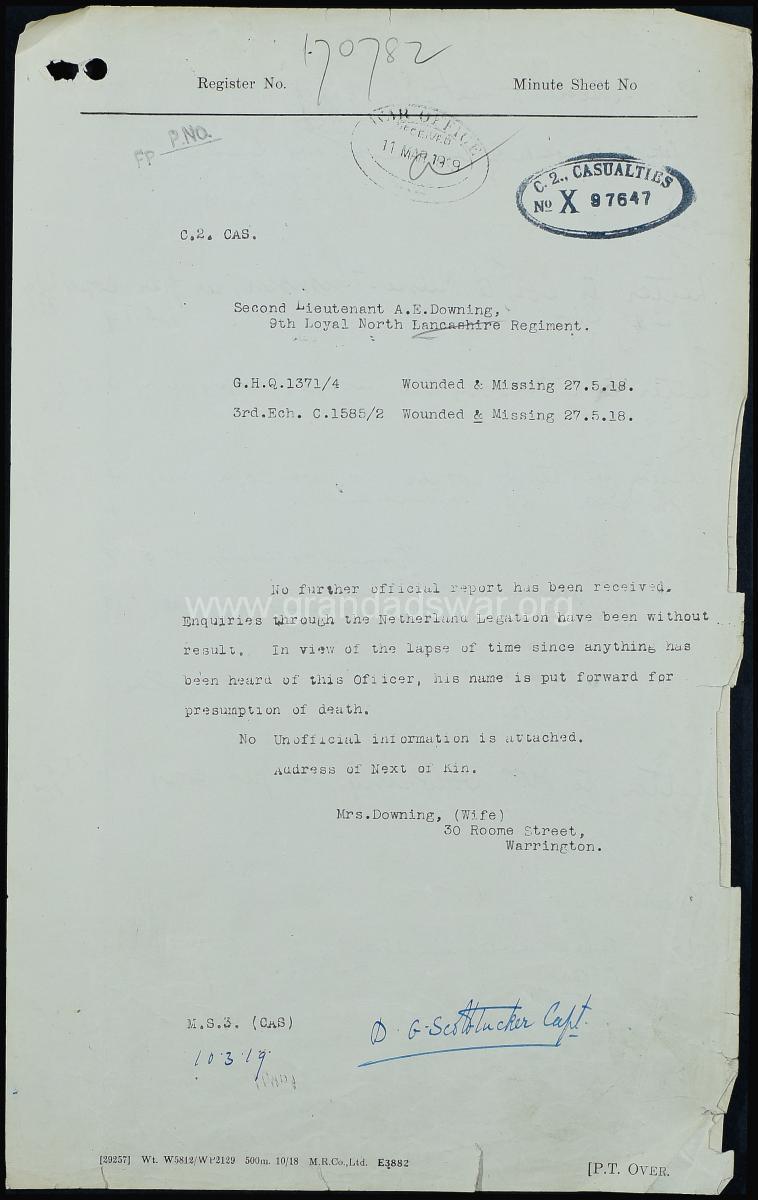 170782
Register No.
Minute Sheet No
WAR OFFICE
RECEIVED
11 MAR 1919
FP P.NO.
C.2., CASUALTIES
No X 97647
C.2. CAS.
Second Lieutenant A.E.Downing,
9th Loyal North Lancashire Regiment.
G.H.Q.1371/4 Wounded & Missing 27.5.18.
3rd.Ech. C.1585/2 Wounded & Missing 27.5.18.
No further official report has been received.
www.grandadswar.org
Enquiries through the Netherland Legation have been without
result. In view of the lapse of time since anything has
been heard of this Officer, his name is put forward for
presumption of death.
No Unofficial information is attached.
Address of Next of Kin.
Mrs.Downing, (Wife)
30 Roome Street,
Warrington.
M.S.3. (CAS)
10.3.19.
D. G. Scott-Tucker Capt.
[29257] Wt. W5812/WP2129 500m. 10/18 M.R.Co.,Ltd. E3882
[P.T. OVER.